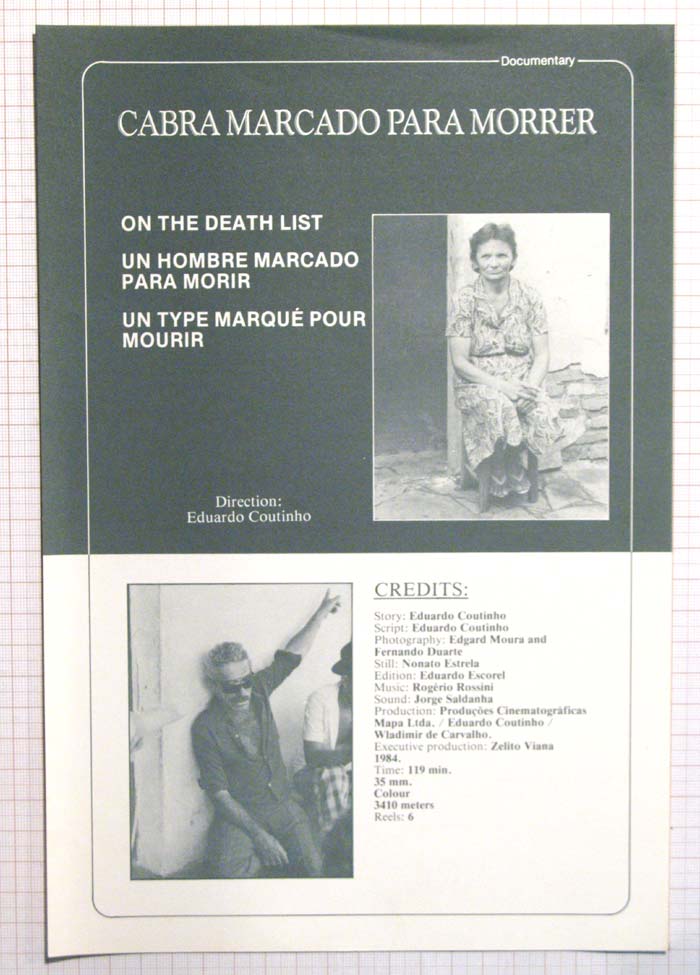 Documentary
CABRA MARCADO PARA MORRER
ON THE DEATH LIST
UN HOMBRE MARCADO
PARA MORIR
UN TYPE MARQUÉ POUR
MOURIR
Direction:
Eduardo Coutinho
CREDITS:
Story: Eduardo Coutinho
Script: Eduardo Coutinho
Photography: Edgard Moura and
Fernando Duarte
Still: Nonato Estrela
Edition: Eduardo Escorel
Music: Rogério Rossini
Sound: Jorge Saldanha
Production: Produções Cinematográficas
Mapa Ltda. / Eduardo Coutinho /
Wladimir de Carvalho.
Executive production: Zelito Viana
1984.
Time: 119 min.
35 mm.
Colour
3410 meters
Reels: 6